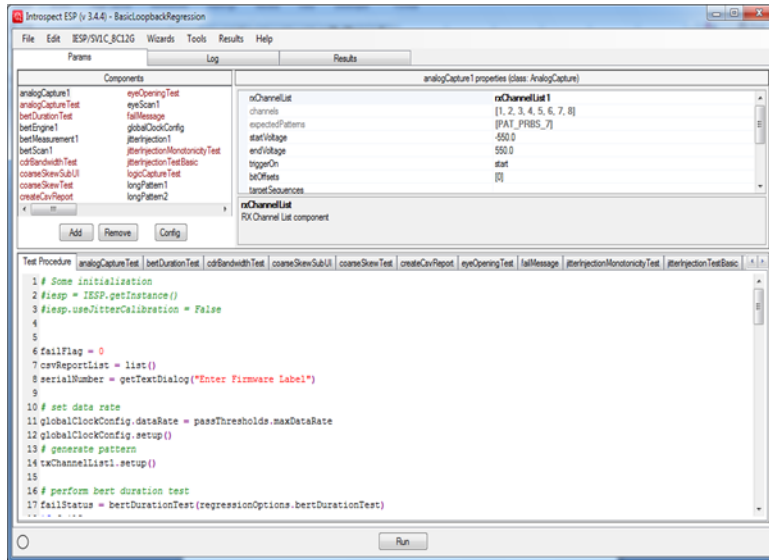 Introspect ESP (v 3.4.4) - BasicLoopbackRegression
File Edit IESP/SV1C_BC12G Wizards Tools Results Help
Params Log Results
Components
analogCapture1 eyeOpeningTest
analogCaptureTest eyeScan1
bertDurationTest failMessage
bertEngine1 globalClockConfig
bertMeasurement1 jitterInjection1
bertScan1 jitterInjectionMonotonicityTest
cdrBandwidthTest jitterInjectionTestBasic
coarseSkewSubUI logicCaptureTest
coarseSkewTest longPattern1
createCsvReport longPattern2
Add Remove Config
analogCapture1 properties (class: AnalogCapture)
rxChannelList rxChannelList1
channels [1, 2, 3, 4, 5, 6, 7, 8]
expectedPatterns [PAT_PRBS_7]
startVoltage -550.0
endVoltage 550.0
triggerOn start
bitOffsets [0]
targetSequences
rxChannelList
RX Channel List component
Test Procedure analogCaptureTest bertDurationTest cdrBandwidthTest coarseSkewSubUI coarseSkewTest createCsvReport eyeOpeningTest failMessage jitterInjectionMonotonicityTest jitterInjectionTestBasic
1 # Some initialization
2 #iesp = IESP.getInstance()
3 #iesp.useJitterCalibration = False
4
5
6 failFlag = 0
7 csvReportList = list()
8 serialNumber = getTextDialog("Enter Firmware Label")
9
10 # set data rate
11 globalClockConfig.dataRate = passThresholds.maxDataRate
12 globalClockConfig.setup()
13 # generate pattern
14 txChannelList1.setup()
15
16 # perform bert duration test
17 failStatus = bertDurationTest(regressionOptions.bertDurationTest)
Run